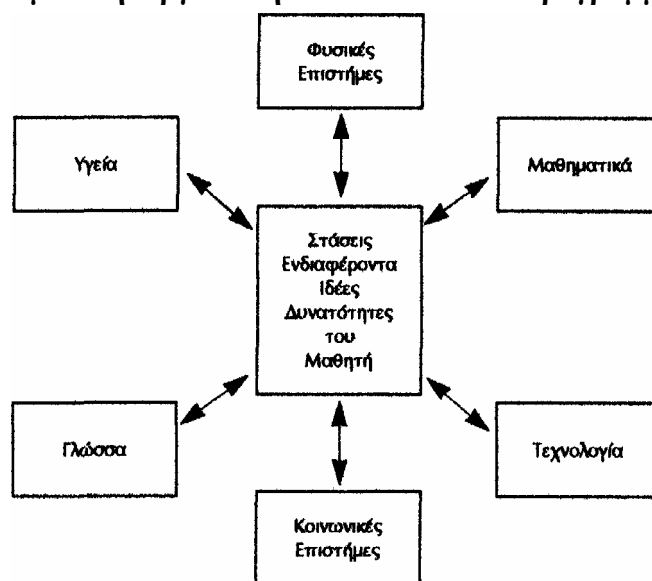 Φυσικές
Επιστήμες
Υγεία
Μαθηματικά
Στάσεις
Ενδιαφέροντα
Ιδέες
Δυνατότητες
του
Μαθητή
Γλώσσα
Τεχνολογία
Κοινωνικές
Επιστήμες